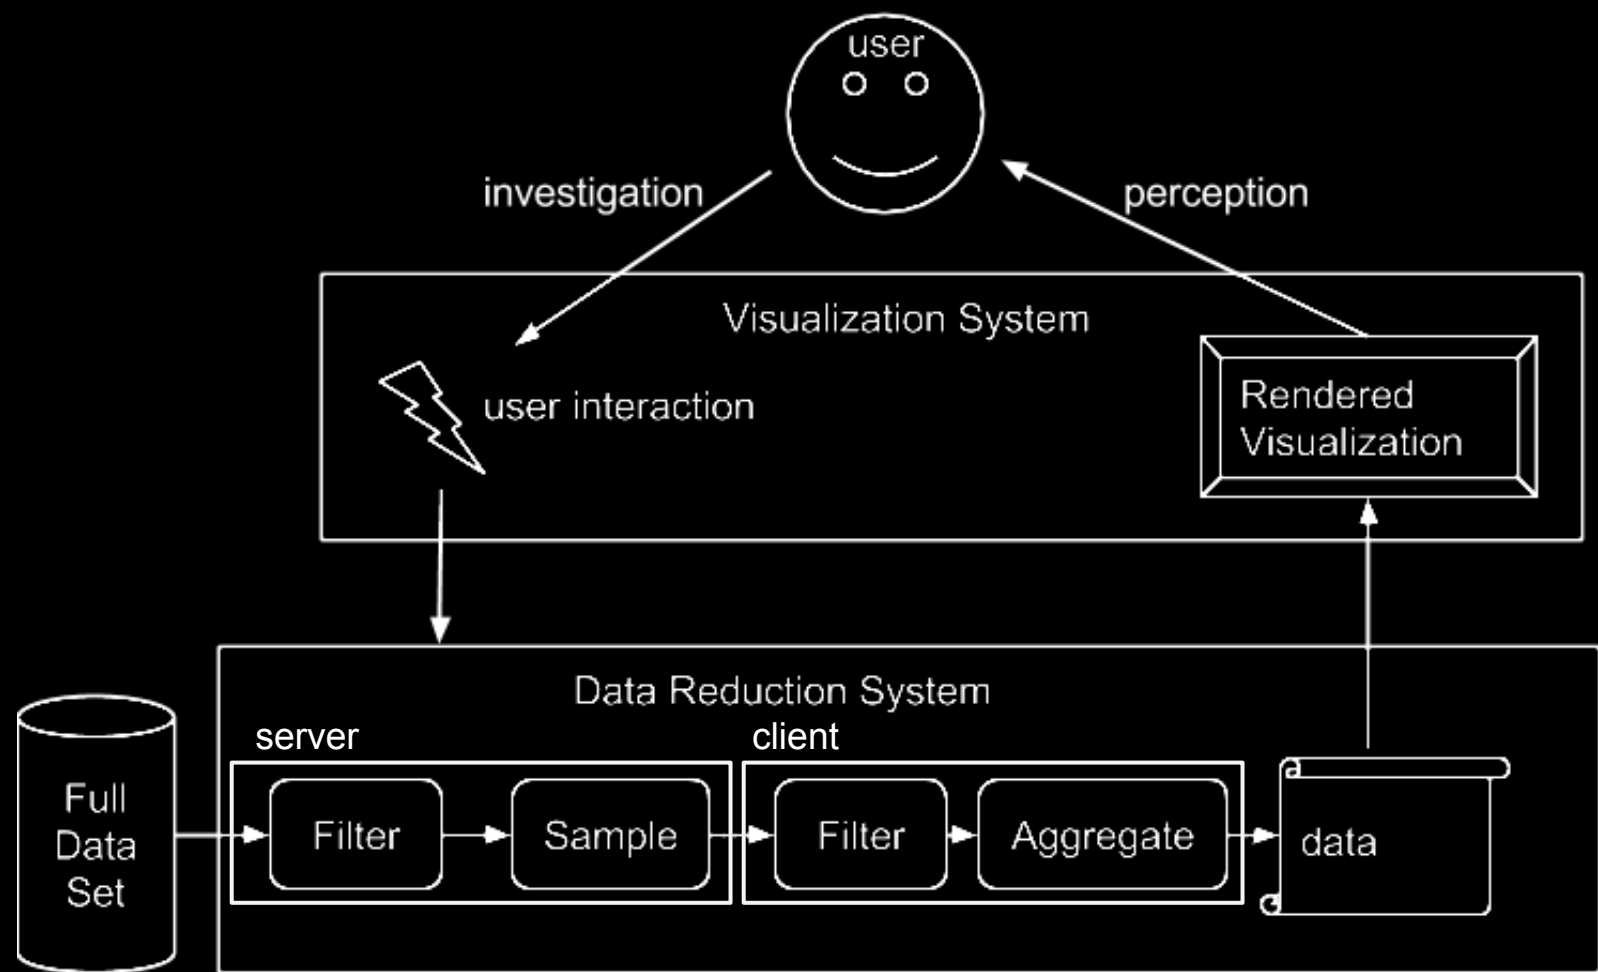 user
investigation
perception
Visualization System
user interaction
Rendered
Visualization
Data Reduction System
server
client
Full
Data
Set
Filter
Sample
Filter
Aggregate
data